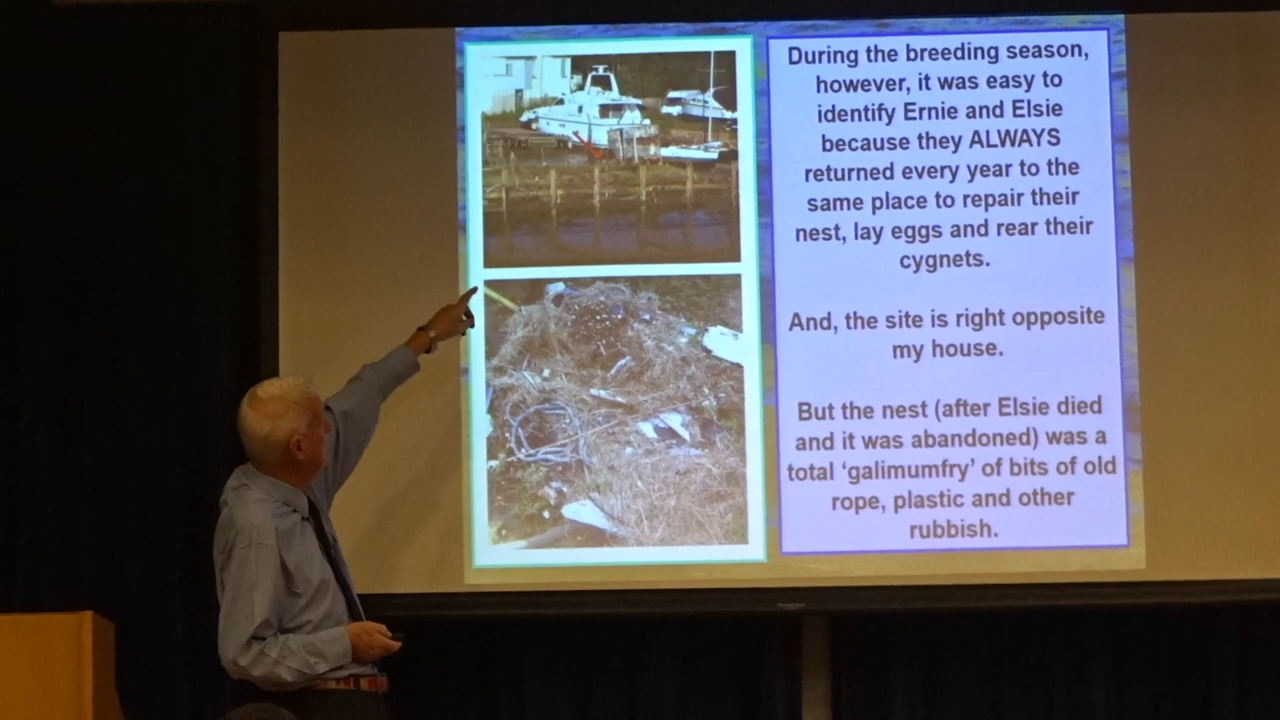 During the breeding season,
however, it was easy to
identify Ernie and Elsie
because they ALWAYS
returned every year to the
same place to repair their
nest, lay eggs and rear their
cygnets.
And, the site is right opposite
my house.
But the nest (after Elsie died
and it was abandoned) was a
total ‘galimumfry’ of bits of old
rope, plastic and other
rubbish.